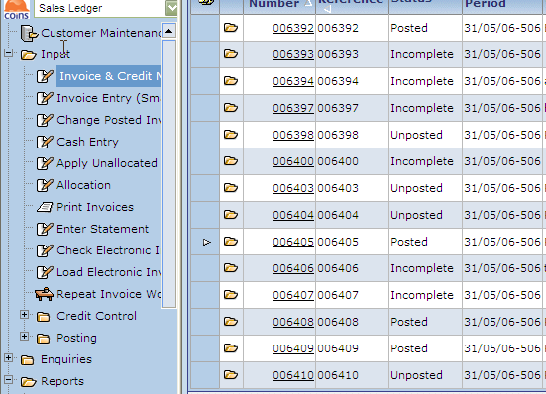 coins
Sales Ledger
Customer Maintenanc
Input
Invoice & Credit N
Invoice Entry (Sma
Change Posted Inv
Cash Entry
Apply Unallocated
Allocation
Print Invoices
Enter Statement
Check Electronic I
Load Electronic Inv
Repeat Invoice Wo
Credit Control
Posting
Enquiries
Reports
Number Reference Status Period
006392 006392 Posted 31/05/06-506
006393 006393 Incomplete 31/05/06-506
006394 006394 Incomplete 31/05/06-506
006397 006397 Incomplete 31/05/06-506
006398 006398 Unposted 31/05/06-506
006400 006400 Incomplete 31/05/06-506
006403 006403 Unposted 31/05/06-506
006404 006404 Unposted 31/05/06-506
006405 006405 Posted 31/05/06-506
006406 006406 Incomplete 31/05/06-506
006407 006407 Incomplete 31/05/06-506
006408 006408 Posted 31/05/06-506
006409 006409 Posted 31/05/06-506
006410 006410 Unposted 31/05/06-506